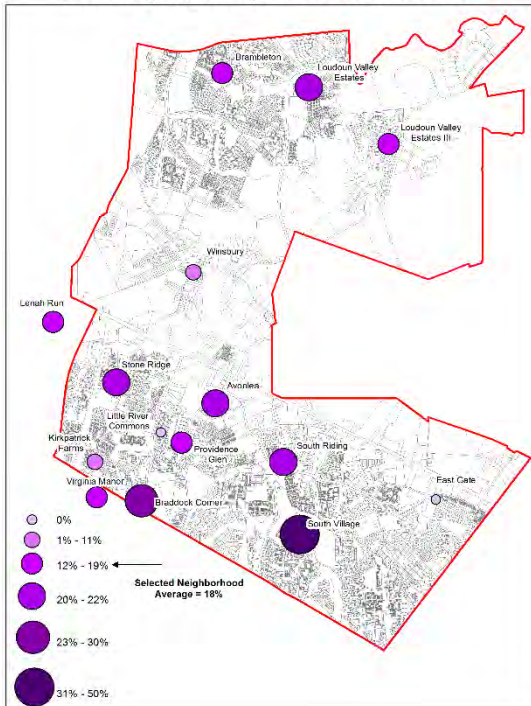 Brambleton
Loudoun Valley
Estates
Loudoun Valley
Estates III
Winsbury
Lenah Run
Stone Ridge
Avonlea
Little River
Commons
Kirkpatrick
Farms
Providence
Glen
South Riding
East Gate
Virginia Manor
Braddock Corner
South Village
0%
1% - 11%
12% - 19%
Selected Neighborhood
Average = 18%
20% - 22%
23% - 30%
31% - 50%